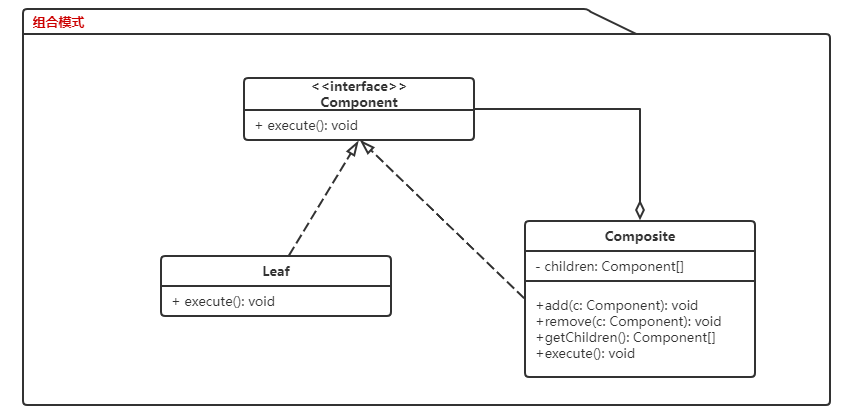 组合模式
<<interface>>
Component
+ execute(): void
Leaf
+ execute(): void
Composite
- children: Component[]
+add(c: Component): void
+remove(c: Component): void
+getChildren(): Component[]
+execute(): void